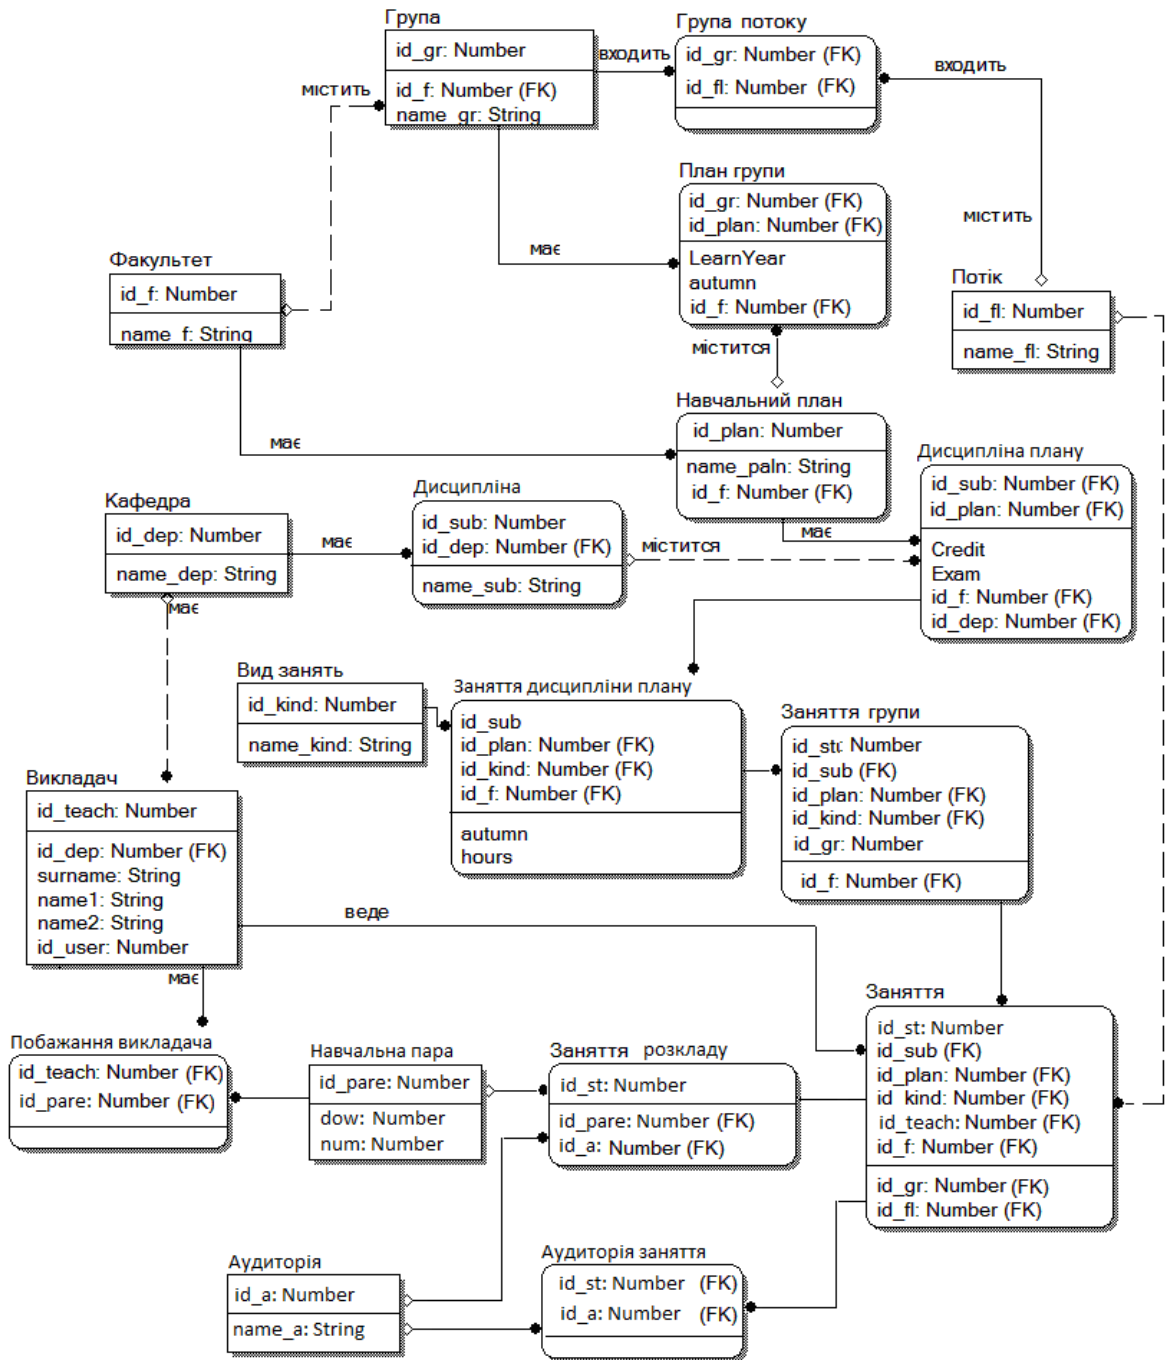 Група
id_gr: Number
id_f: Number (FK)
name_gr: String
входить
Група потоку
id_gr: Number (FK)
id_fl: Number (FK)
входить
містить
План групи
id_gr: Number (FK)
id_plan: Number (FK)
LearnYear
autumn
id_f: Number (FK)
має
містить
Факультет
id_f: Number
name_f: String
Потік
id_fl: Number
name_fl: String
містится
Навчальний план
id_plan: Number
name_paln: String
id_f: Number (FK)
має
Дисципліна плану
id_sub: Number (FK)
id_plan: Number (FK)
Credit
Exam
id_f: Number (FK)
id_dep: Number (FK)
має
Кафедра
id_dep: Number
name_dep: String
має
Дисципліна
id_sub: Number
id_dep: Number (FK)
name_sub: String
містится
має
Вид занять
id_kind: Number
name_kind: String
Заняття дисципліни плану
id_sub
id_plan: Number (FK)
id_kind: Number (FK)
id_f: Number (FK)
autumn
hours
Заняття групи
id_st: Number
id_sub (FK)
id_plan: Number (FK)
id_kind: Number (FK)
id_gr: Number
id_f: Number (FK)
Викладач
id_teach: Number
id_dep: Number (FK)
surname: String
name1: String
name2: String
id_user: Number
веде
має
Заняття
id_st: Number
id_sub (FK)
id_plan: Number (FK)
id_kind: Number (FK)
id_teach: Number (FK)
id_f: Number (FK)
id_gr: Number (FK)
id_fl: Number (FK)
Побажання викладача
id_teach: Number (FK)
id_pare: Number (FK)
Навчальна пара
id_pare: Number
dow: Number
num: Number
Заняття розкладу
id_st: Number
id_pare: Number (FK)
id_a: Number (FK)
Аудиторія
id_a: Number
name_a: String
Аудиторія заняття
id_st: Number (FK)
id_a: Number (FK)